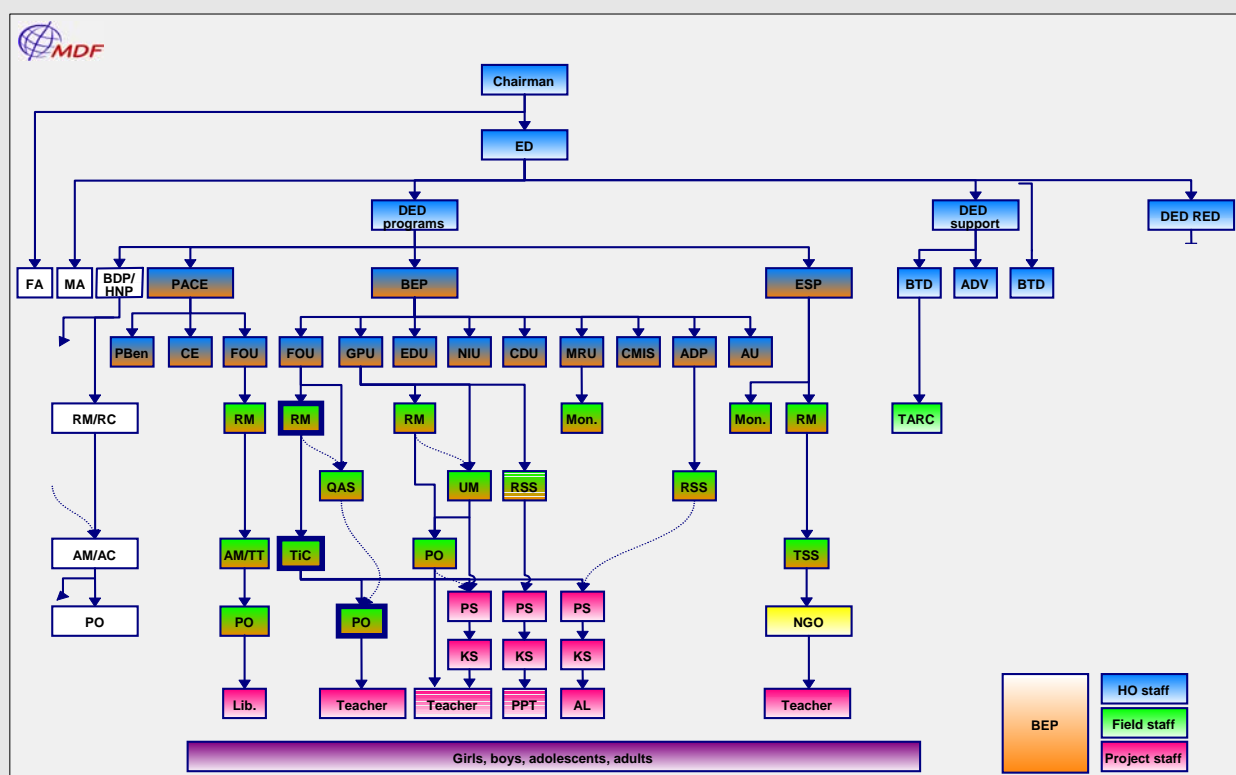 MDF
Chairman
ED
DED
programs
DED
support
DED RED
FA
MA
BDP/
HNP
PACE
BEP
ESP
BTD
ADV
BTD
PBen
CE
FOU
FOU
GPU
EDU
NIU
CDU
MRU
CMIS
ADP
AU
RM/RC
RM
RM
RM
Mon.
Mon.
RM
TARC
QAS
UM
RSS
RSS
AM/AC
AM/TT
TiC
PO
TSS
PS
PS
PS
PO
PO
PO
NGO
KS
KS
KS
Lib.
Teacher
Teacher
PPT
AL
Teacher
BEP
HO staff
Field staff
Project staff
Girls, boys, adolescents, adults